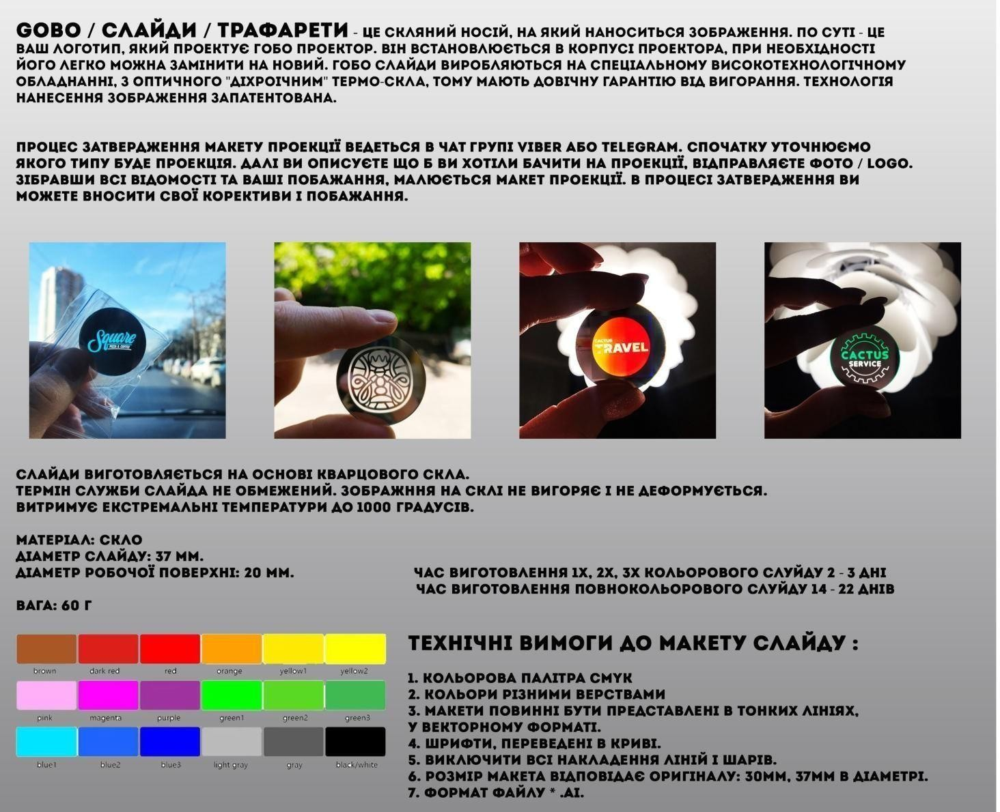 GOBO / СЛАЙДИ / ТРАФАРЕТИ - ЦЕ СКЛЯНИЙ НОСІЙ, НА ЯКИЙ НАНОСИТЬСЯ ЗОБРАЖЕННЯ. ПО СУТІ - ЦЕ
ВАШ ЛОГОТИП, ЯКИЙ ПРОЕКТУЄ ГОБО ПРОЕКТОР. ВІН ВСТАНОВЛЮЄТЬСЯ В КОРПУСІ ПРОЕКТОРА, ПРИ НЕОБХІДНОСТІ
ЙОГО ЛЕГКО МОЖНА ЗАМІНИТИ НА НОВИЙ. ГОБО СЛАЙДИ ВИРОБЛЯЮТЬСЯ НА СПЕЦІАЛЬНОМУ ВИСОКОТЕХНОЛОГІЧНОМУ
ОБЛАДНАННІ, З ОПТИЧНОГО "ДІХРОІЧНИМ" ТЕРМО-СКЛА, ТОМУ МАЮТЬ ДОВІЧНУ ГАРАНТІЮ ВІД ВИГОРАННЯ. ТЕХНОЛОГІЯ
НАНЕСЕННЯ ЗОБРАЖЕННЯ ЗАПАТЕНТОВАНА.
ПРОЦЕС ЗАТВЕРДЖЕННЯ МАКЕТУ ПРОЕКЦІЇ ВЕДЕТЬСЯ В ЧАТ ГРУПІ VIBER АБО TELEGRAM. СПОЧАТКУ УТОЧНЮЄМО
ЯКОГО ТИПУ БУДЕ ПРОЕКЦІЯ. ДАЛІ ВИ ОПИСУЄТЕ ЩО Б ВИ ХОТІЛИ БАЧИТИ НА ПРОЕКЦІЇ, ВІДПРАВЛЯЄТЕ ФОТО / LOGO.
ЗІБРАВШИ ВСІ ВІДОМОСТІ ТА ВАШІ ПОБАЖАННЯ, МАЛЮЄТЬСЯ МАКЕТ ПРОЕКЦІЇ. В ПРОЦЕСІ ЗАТВЕРДЖЕННЯ ВИ
МОЖЕТЕ ВНОСИТИ СВОЇ КОРЕКТИВИ І ПОБАЖАННЯ.
Square
PIZZA & COFFEE
CACTUS
TRAVEL
CACTUS
SERVICE
СЛАЙДИ ВИГОТОВЛЯЄТЬСЯ НА ОСНОВІ КВАРЦОВОГО СКЛА.
ТЕРМІН СЛУЖБИ СЛАЙДА НЕ ОБМЕЖЕНИЙ. ЗОБРАЖННЯ НА СКЛІ НЕ ВИГОРЯЄ І НЕ ДЕФОРМУЄТЬСЯ.
ВИТРИМУЄ ЕКСТРЕМАЛЬНІ ТЕМПЕРАТУРИ ДО 1000 ГРАДУСІВ.
МАТЕРІАЛ: СКЛО
ДІАМЕТР СЛАЙДУ: 37 ММ.
ДІАМЕТР РОБОЧОЇ ПОВЕРХНІ: 20 ММ.
ВАГА: 60 Г
ЧАС ВИГОТОВЛЕННЯ 1Х, 2Х, 3Х КОЛЬОРОВОГО СЛУЙДУ 2 - 3 ДНІ
ЧАС ВИГОТОВЛЕННЯ ПОВНОКОЛЬОРОВОГО СЛУЙДУ 14 - 22 ДНІВ
brown dark red red orange yellow1 yellow2
pink magenta purple green1 green2 green3
blue1 blue2 blue3 light gray gray black/white
ТЕХНІЧНІ ВИМОГИ ДО МАКЕТУ СЛАЙДУ :
1. КОЛЬОРОВА ПАЛІТРА CMYK
2. КОЛЬОРИ РІЗНИМИ ВЕРСТВАМИ
3. МАКЕТИ ПОВИННІ БУТИ ПРЕДСТАВЛЕНІ В ТОНКИХ ЛІНІЯХ,
У ВЕКТОРНОМУ ФОРМАТІ.
4. ШРИФТИ, ПЕРЕВЕДЕНІ В КРИВІ.
5. ВИКЛЮЧИТИ ВСІ НАКЛАДЕННЯ ЛІНІЙ І ШАРІВ.
6. РОЗМІР МАКЕТА ВІДПОВІДАЄ ОРИГІНАЛУ: 30ММ, 37ММ В ДІАМЕТРІ.
7. ФОРМАТ ФАЙЛУ * .AI.